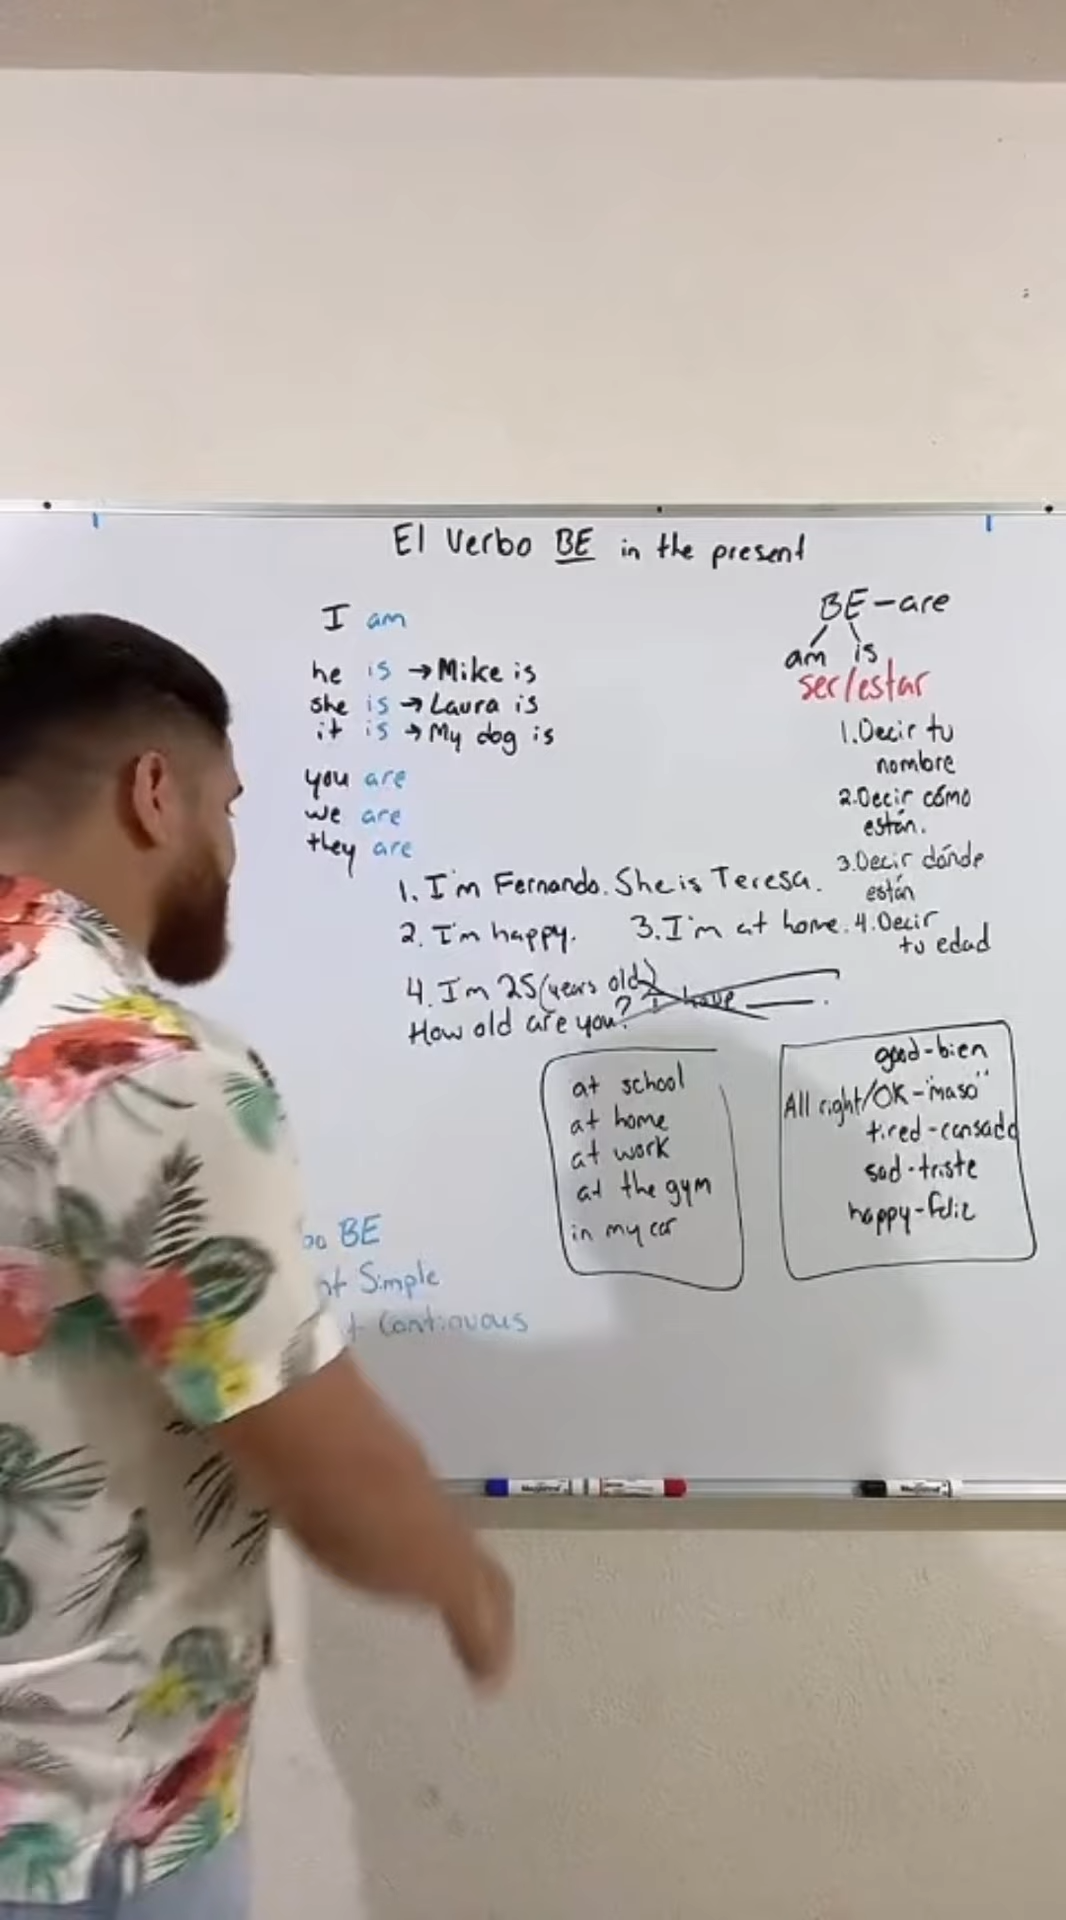 El Verbo BE in the present
I am
he is → Mike is
she is → Laura is
it is → My dog is
you are
we are
they are
BE - are
am is
ser/estar
1. Decir tu
nombre
2. Decir cómo
están.
3. Decir dónde
están
4. Decir
tu edad
1. I'm Fernando. She is Teresa.
2. I'm happy. 3. I'm at home.
4. I'm 25 (years old)
How old are you? I have ____.
at school
at home
at work
at the gym
in my car
good - bien
All right/OK - "maso"
tired - cansado
sad - triste
happy - feliz
BE
Simple
Continuous